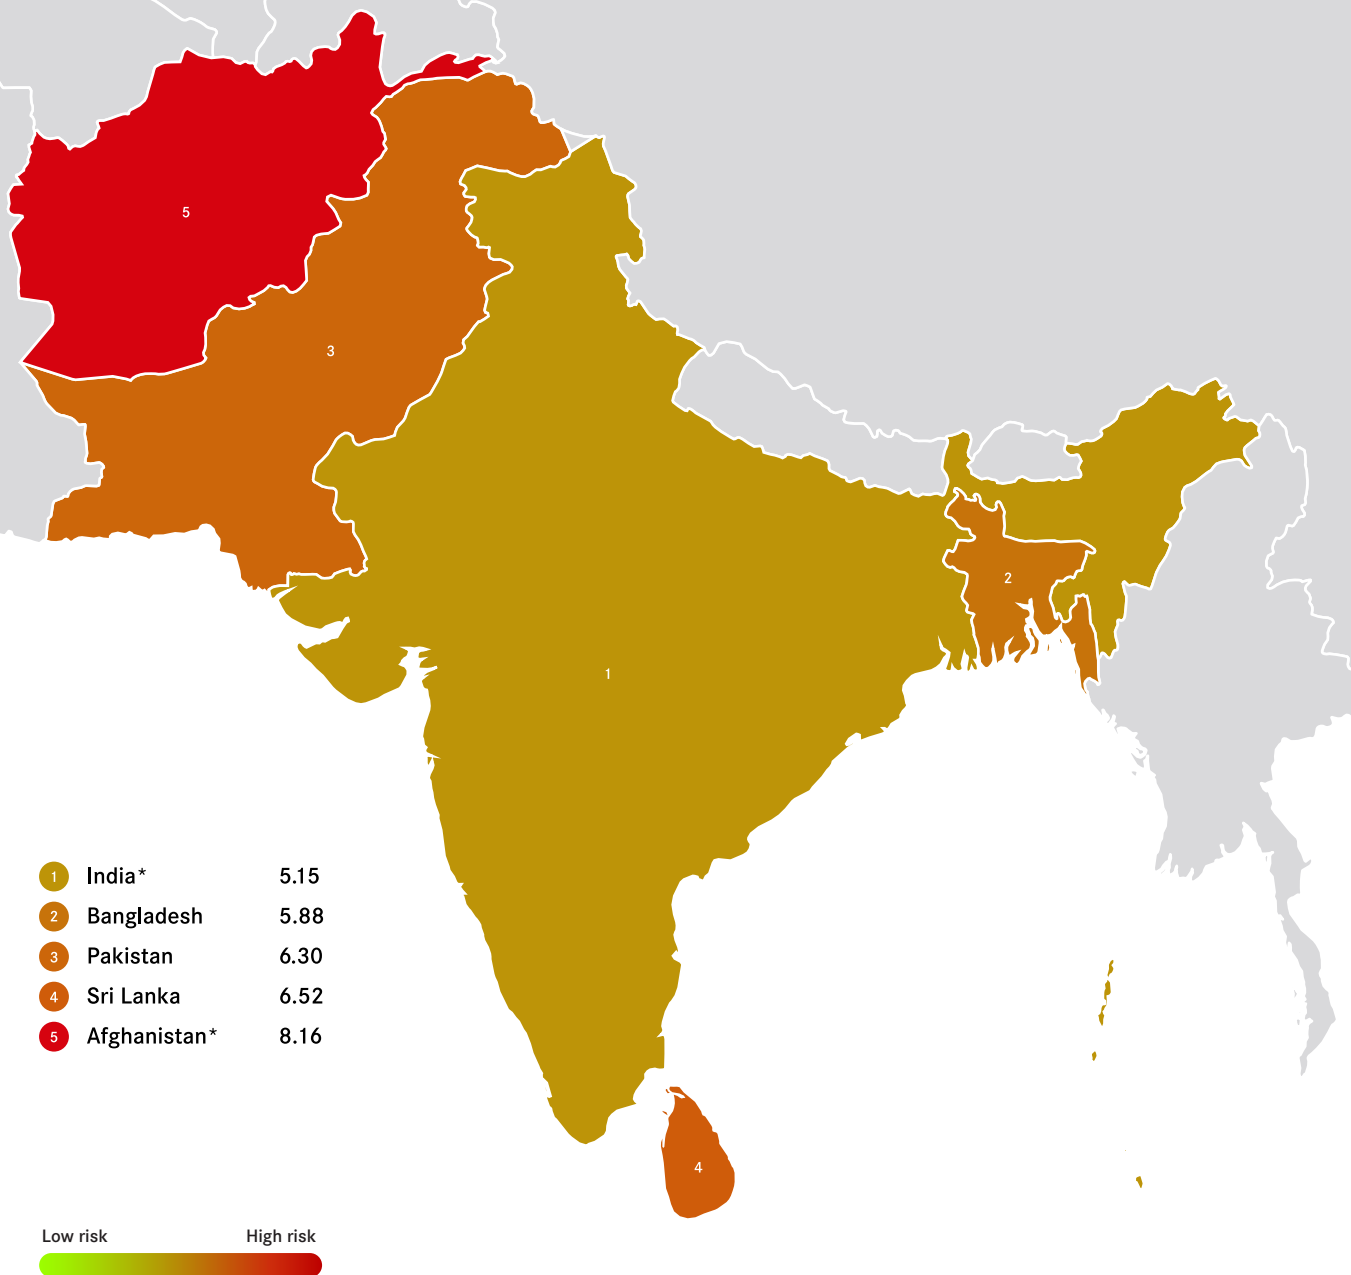 5
3
2
1
1 India* 5.15
2 Bangladesh 5.88
3 Pakistan 6.30
4 Sri Lanka 6.52
5 Afghanistan* 8.16
4
Low risk High risk